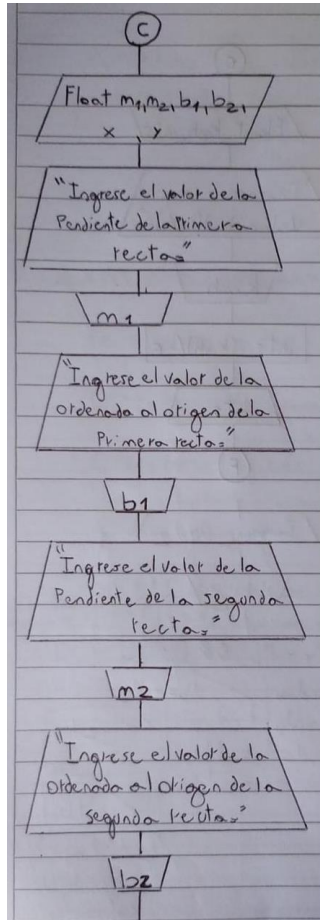 C
Float m1, m2, b1, b2,
x , y
"Ingrese el valor de la
Pendiente de la Primera
recta="
m1
"Ingrese el valor de la
ordenada al origen de la
Primera recta="
b1
"Ingrese el valor de la
Pendiente de la segunda
recta="
m2
"Ingrese el valor de la
ordenada al origen de la
segunda recta="
b2